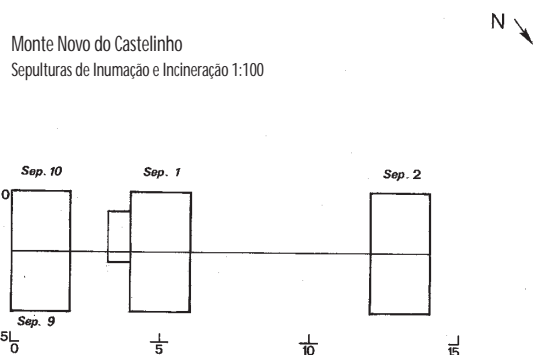 N
Monte Novo do Castelinho
Sepulturas de Inumação e Incineração 1:100
Sep. 10 Sep. 1 Sep. 2
0
Sep. 9
5 0 5 10 15